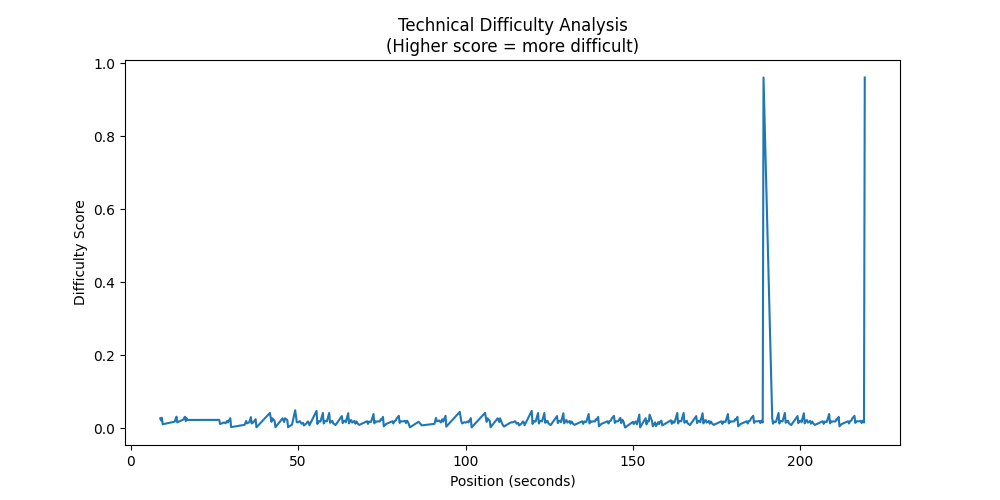 Technical Difficulty Analysis
(Higher score = more difficult)
1.0
0.8
0.6
0.4
0.2
0.0
Difficulty Score
0 50 100 150 200
Position (seconds)